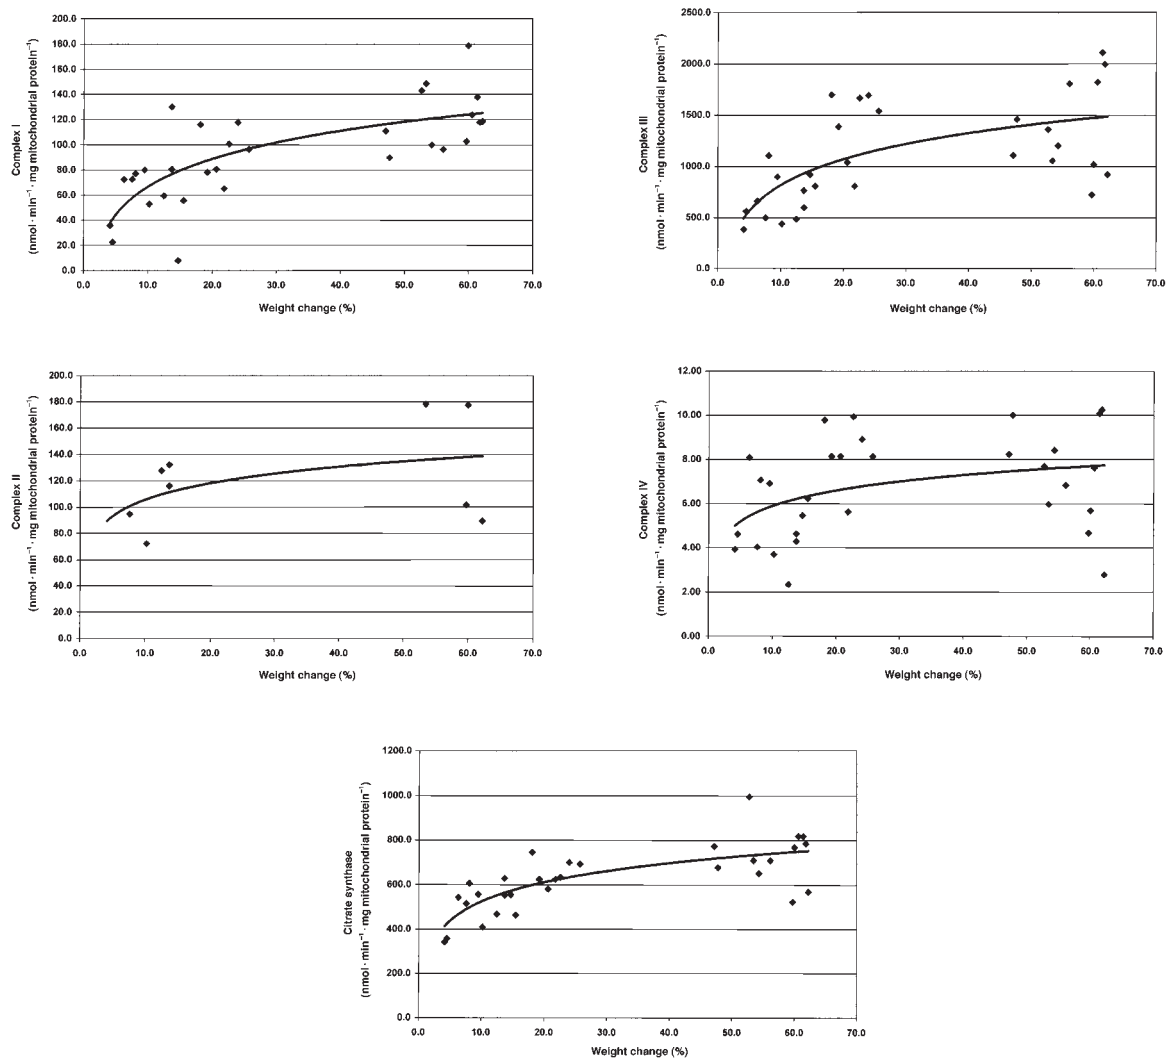 200.0
180.0
160.0
140.0
120.0
100.0
80.0
60.0
40.0
20.0
0.0
Complex I
(nmol · min⁻¹ · mg mitochondrial protein⁻¹)
0.0 10.0 20.0 30.0 40.0 50.0 60.0 70.0
Weight change (%)
2500.0
2000.0
1500.0
1000.0
500.0
0.0
Complex III
(nmol · min⁻¹ · mg mitochondrial protein⁻¹)
0.0 10.0 20.0 30.0 40.0 50.0 60.0 70.0
Weight change (%)
200.0
180.0
160.0
140.0
120.0
100.0
80.0
60.0
40.0
20.0
0.0
Complex II
(nmol · min⁻¹ · mg mitochondrial protein⁻¹)
0.0 10.0 20.0 30.0 40.0 50.0 60.0 70.0
Weight change (%)
12.00
10.00
8.00
6.00
4.00
2.00
0.00
Complex IV
(nmol · min⁻¹ · mg mitochondrial protein⁻¹)
0.0 10.0 20.0 30.0 40.0 50.0 60.0 70.0
Weight change (%)
1200.0
1000.0
800.0
600.0
400.0
200.0
0.0
Citrate synthase
(nmol · min⁻¹ · mg mitochondrial protein⁻¹)
0.0 10.0 20.0 30.0 40.0 50.0 60.0 70.0
Weight change (%)